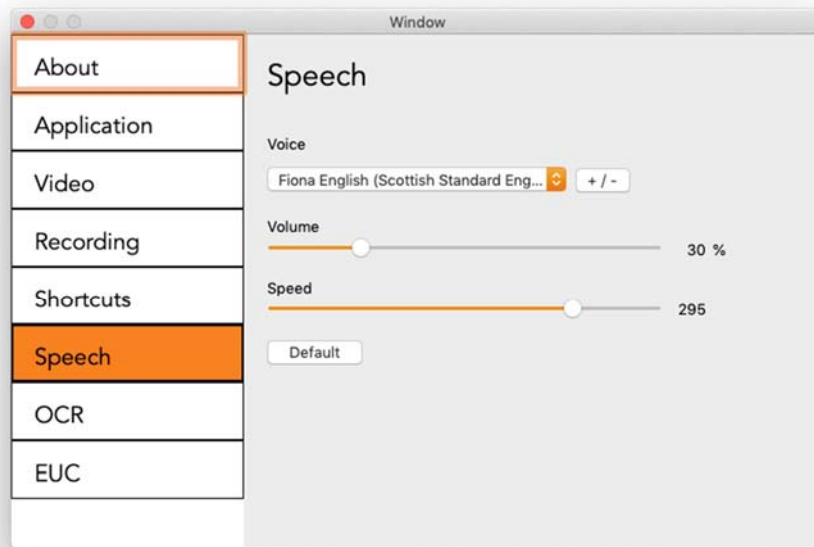 Window
About
Application
Video
Recording
Shortcuts
Speech
OCR
EUC
Speech
Voice
Fiona English (Scottish Standard Eng... + / -
Volume
30 %
Speed
295
Default